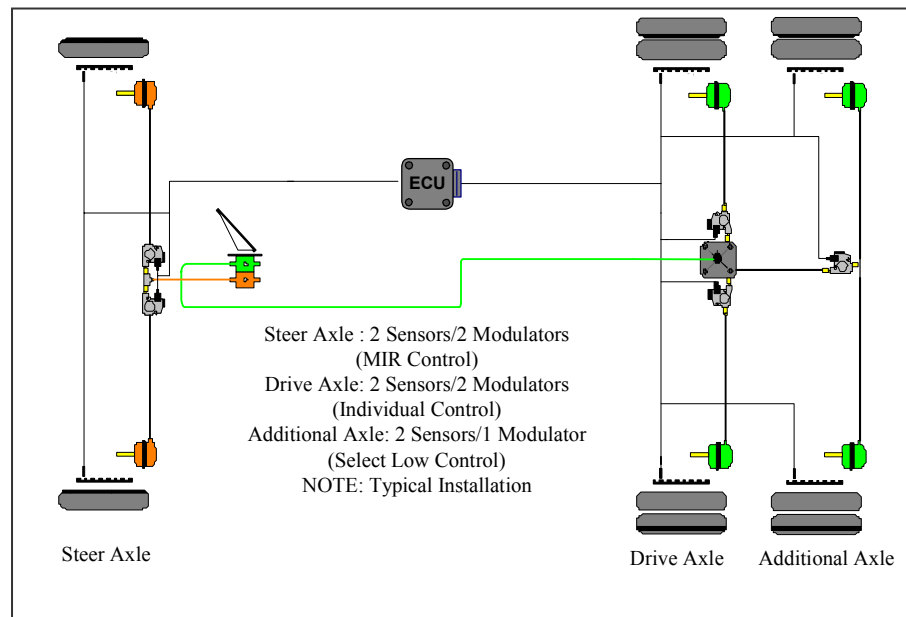 ECU
Steer Axle : 2 Sensors/2 Modulators
(MIR Control)
Drive Axle: 2 Sensors/2 Modulators
(Individual Control)
Additional Axle: 2 Sensors/1 Modulator
(Select Low Control)
NOTE: Typical Installation
Steer Axle
Drive Axle
Additional Axle